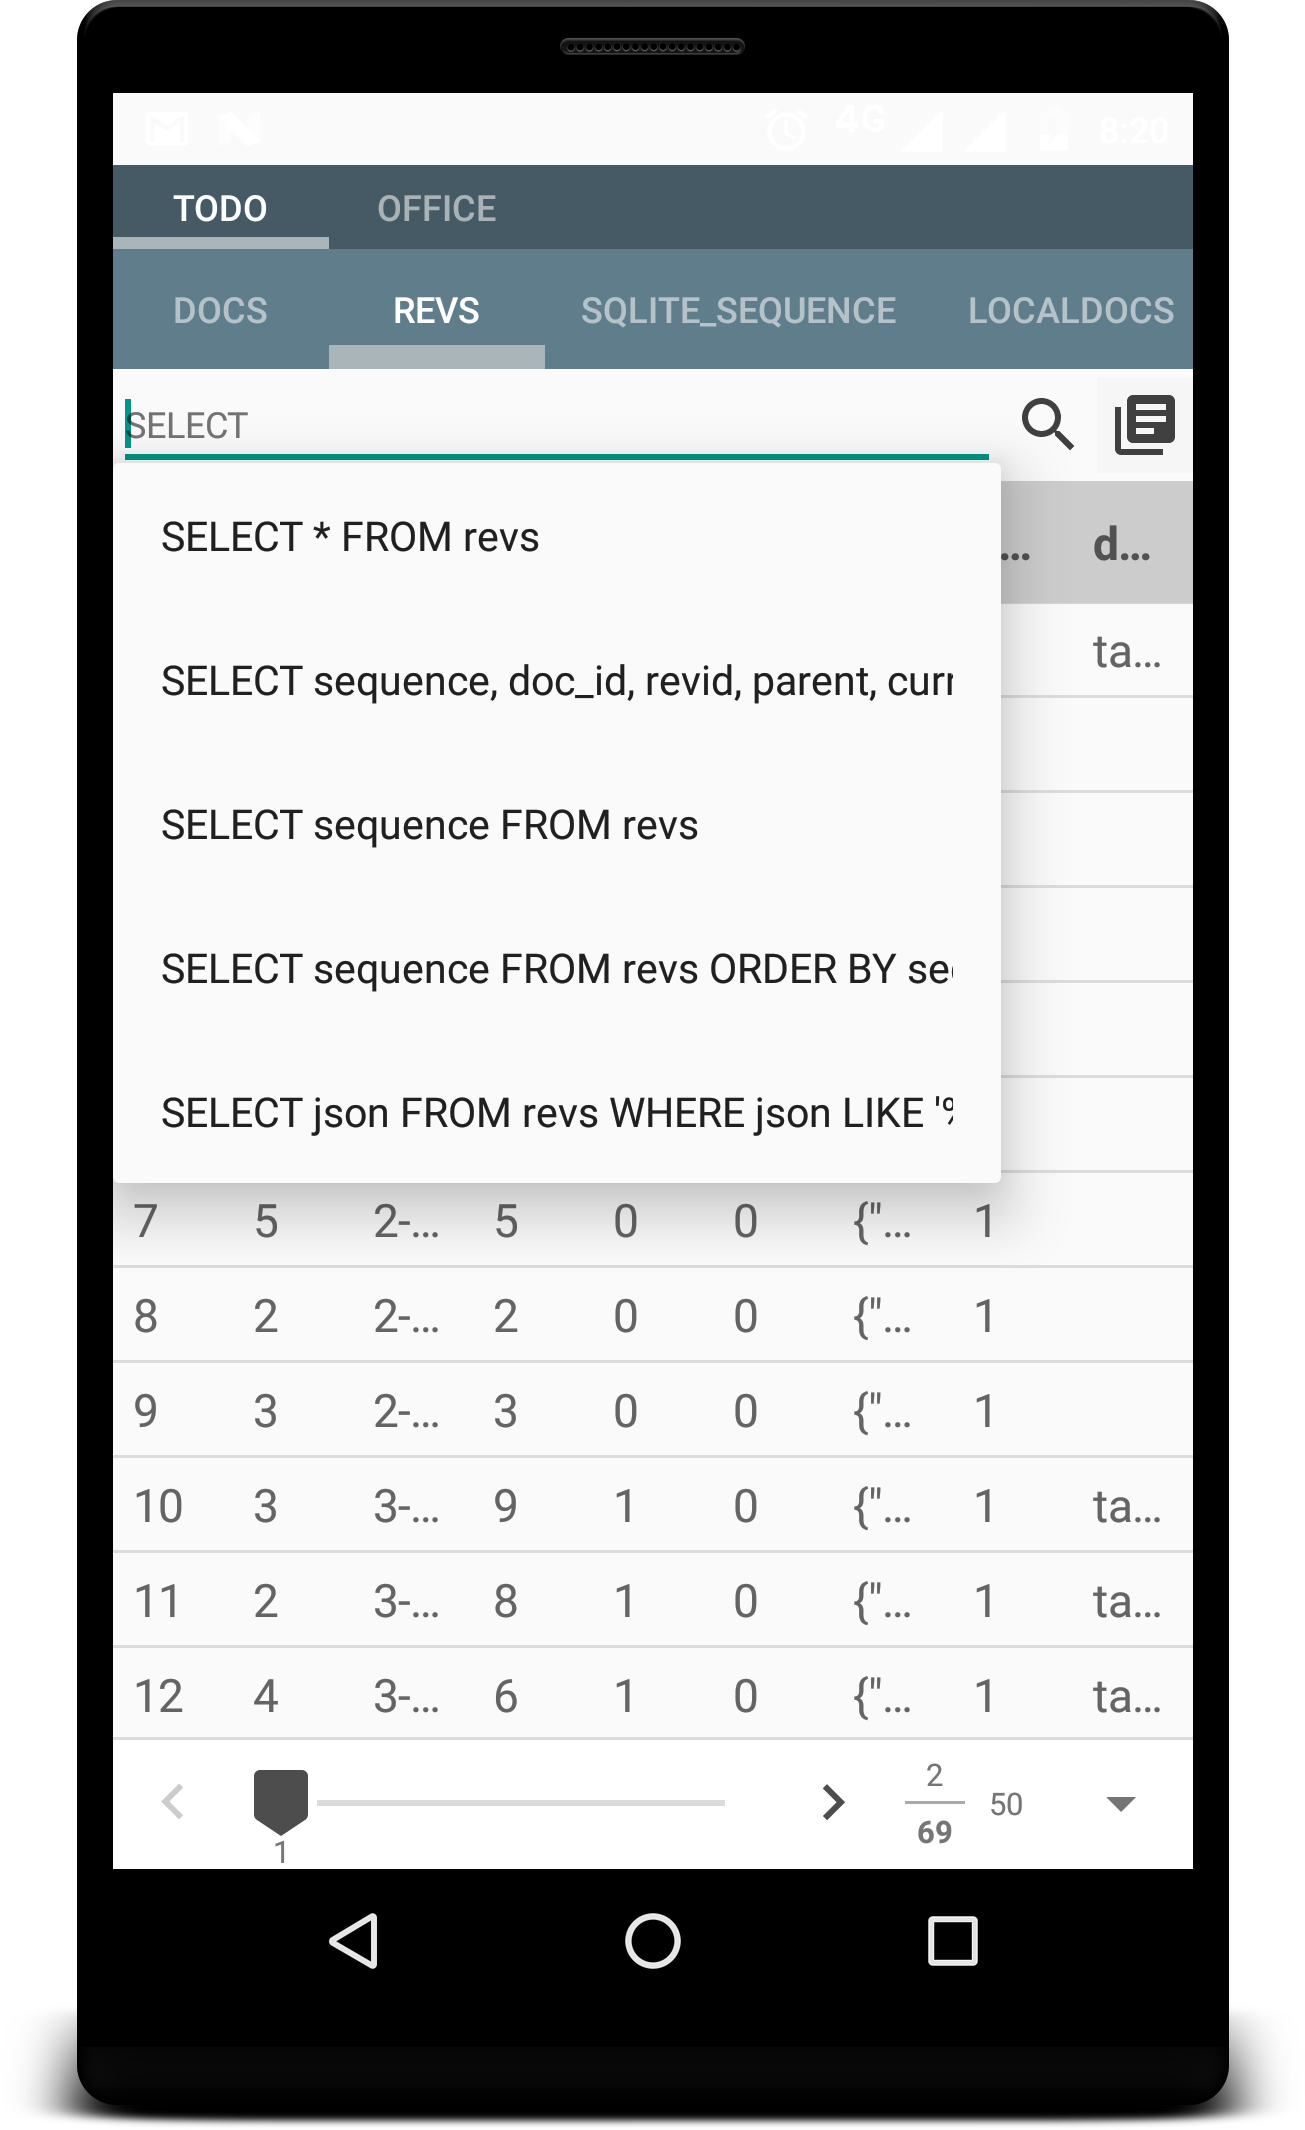 4G 8:20
TODO OFFICE
DOCS REVS SQLITE_SEQUENCE LOCALDOCS
SELECT
SELECT * FROM revs
... d...
SELECT sequence, doc_id, revid, parent, curr
ta...
SELECT sequence FROM revs
SELECT sequence FROM revs ORDER BY se
SELECT json FROM revs WHERE json LIKE '%
7 5 2-... 5 0 0 {"... 1
8 2 2-... 2 0 0 {"... 1
9 3 2-... 3 0 0 {"... 1
10 3 3-... 9 1 0 {"... 1 ta...
11 2 3-... 8 1 0 {"... 1 ta...
12 4 3-... 6 1 0 {"... 1 ta...
2
50
69
1